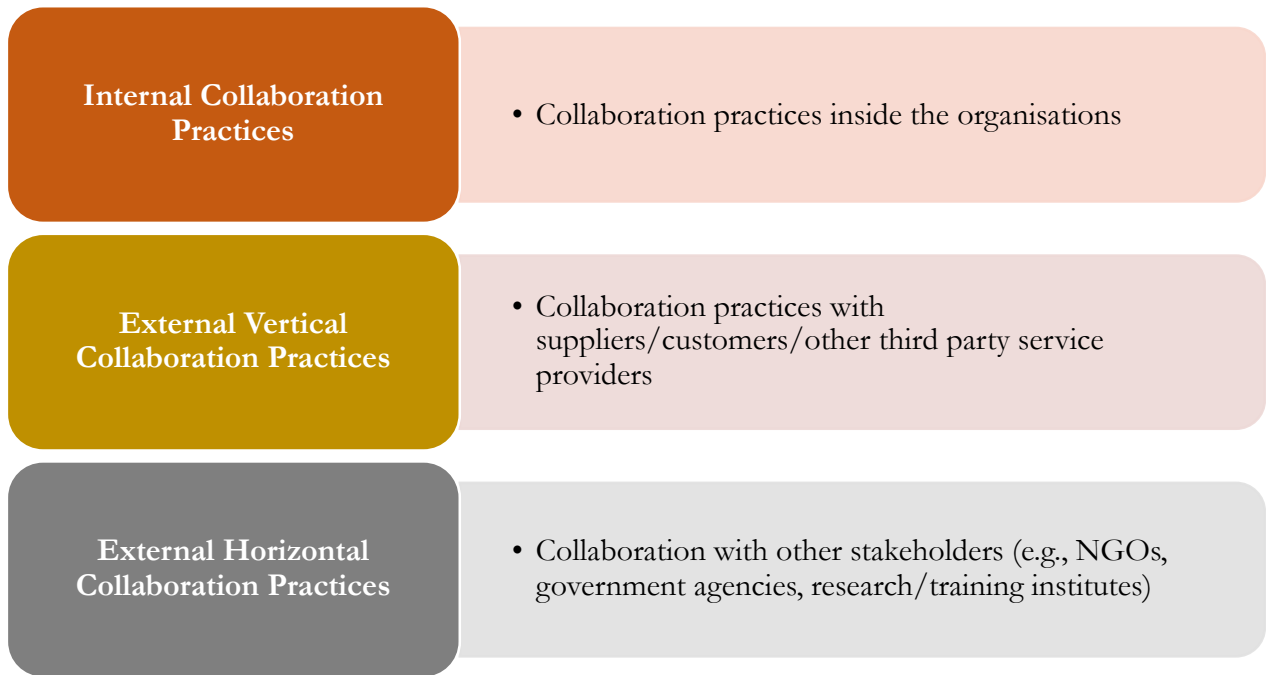 Internal Collaboration
Practices
• Collaboration practices inside the organisations
External Vertical
Collaboration Practices
• Collaboration practices with
suppliers/customers/other third party service
providers
External Horizontal
Collaboration Practices
• Collaboration with other stakeholders (e.g., NGOs,
government agencies, research/training institutes)